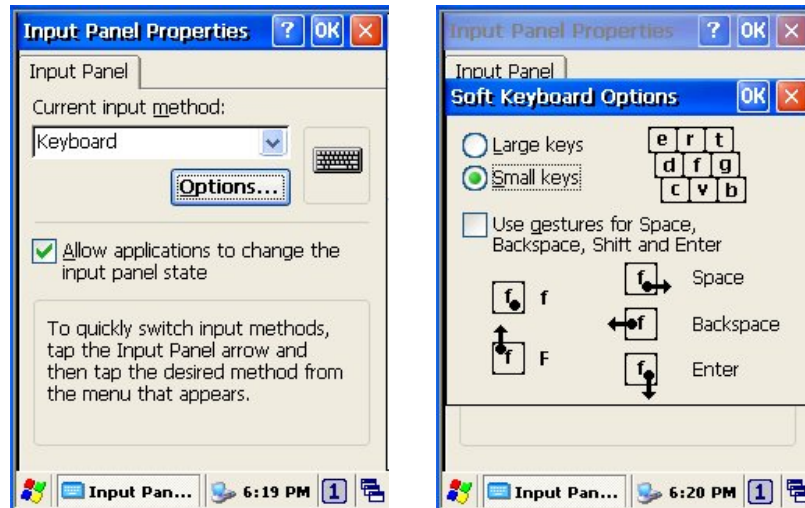 Input Panel Properties ? OK
Input Panel
Current input method:
Keyboard
Options...
Allow applications to change the
input panel state
To quickly switch input methods,
tap the Input Panel arrow and
then tap the desired method from
the menu that appears.
Input Pan... 6:19 PM 1
Input Panel Properties ? OK
Input Panel
Soft Keyboard Options OK
Large keys
Small keys
e r t
d f g
c v b
Use gestures for Space,
Backspace, Shift and Enter
f f
f F
f Space
f Backspace
f Enter
Input Pan... 6:20 PM 1